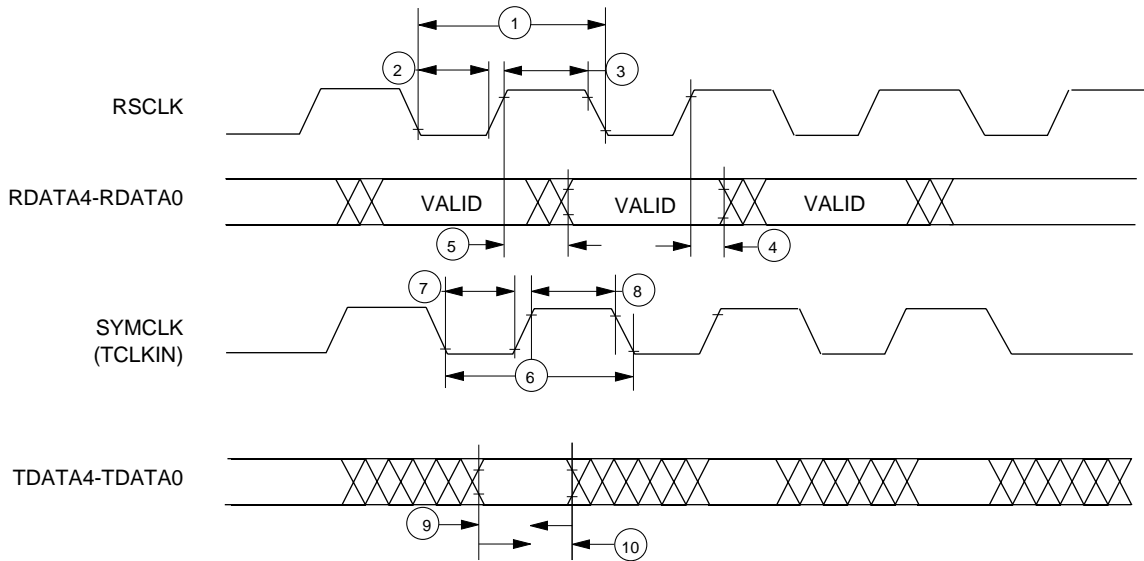 1
2
3
RSCLK
RDATA4-RDATA0
VALID
VALID
VALID
5
4
7
8
SYMCLK
(TCLKIN)
6
TDATA4-TDATA0
9
10